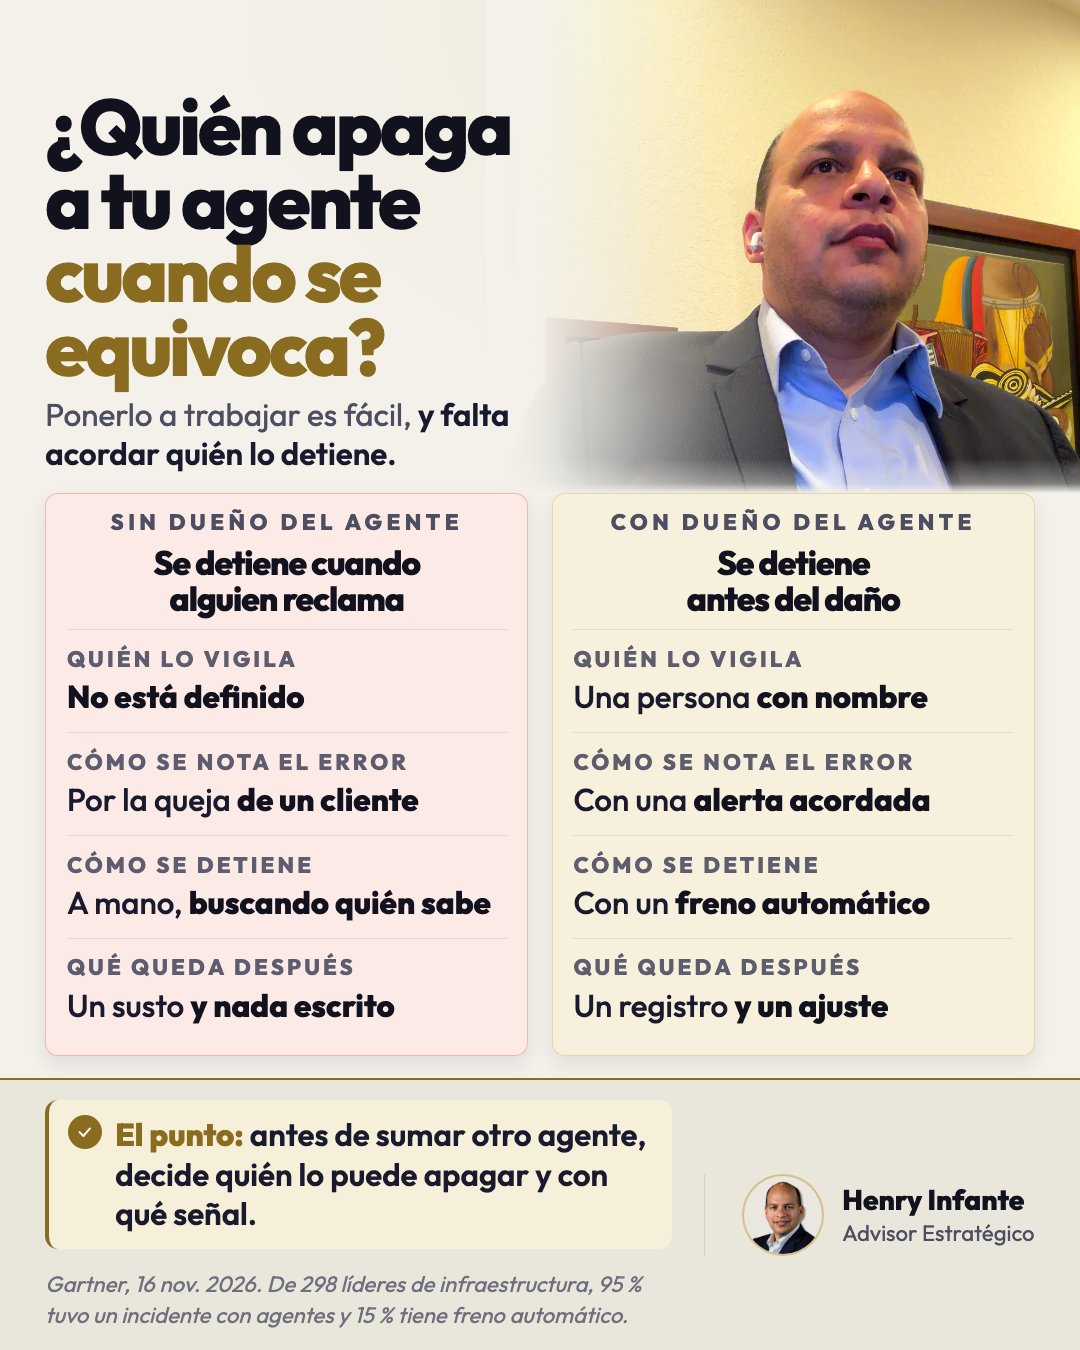 ¿Quién apaga
a tu agente
cuando se
equivoca?
Ponerlo a trabajar es fácil, y falta
acordar quién lo detiene.
SIN DUEÑO DEL AGENTE
Se detiene cuando
alguien reclama
QUIÉN LO VIGILA
No está definido
CÓMO SE NOTA EL ERROR
Por la queja de un cliente
CÓMO SE DETIENE
A mano, buscando quién sabe
QUÉ QUEDA DESPUÉS
Un susto y nada escrito
CON DUEÑO DEL AGENTE
Se detiene
antes del daño
QUIÉN LO VIGILA
Una persona con nombre
CÓMO SE NOTA EL ERROR
Con una alerta acordada
CÓMO SE DETIENE
Con un freno automático
QUÉ QUEDA DESPUÉS
Un registro y un ajuste
El punto: antes de sumar otro agente,
decide quién lo puede apagar y con
qué señal.
Henry Infante
Advisor Estratégico
Gartner, 16 nov. 2026. De 298 líderes de infraestructura, 95 %
tuvo un incidente con agentes y 15 % tiene freno automático.